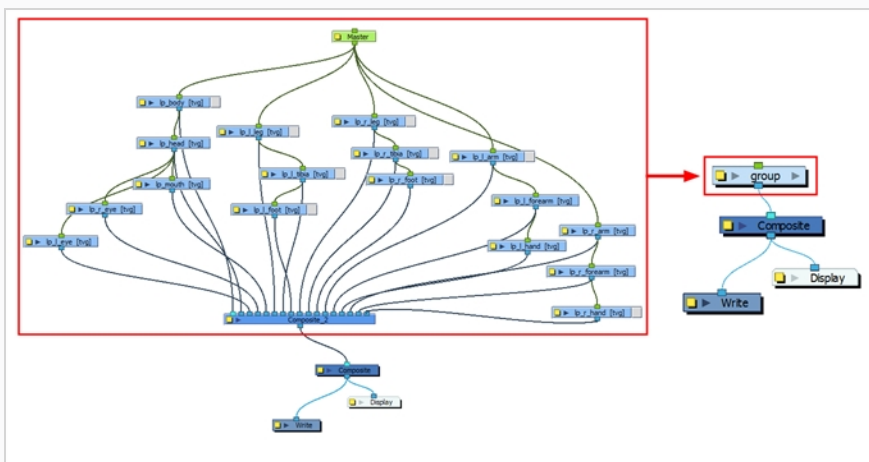 Master
lp_body [tvg]
lp_head [tvg]
lp_mouth [tvg]
lp_r_eye [tvg]
lp_l_eye [tvg]
lp_l_leg [tvg]
lp_l_tibia [tvg]
lp_l_foot [tvg]
lp_r_leg [tvg]
lp_r_tibia [tvg]
lp_r_foot [tvg]
lp_l_arm [tvg]
lp_l_forearm [tvg]
lp_l_hand [tvg]
lp_r_arm [tvg]
lp_r_forearm [tvg]
lp_r_hand [tvg]
Composite_2
Composite
Display
Write
group
Composite
Display
Write